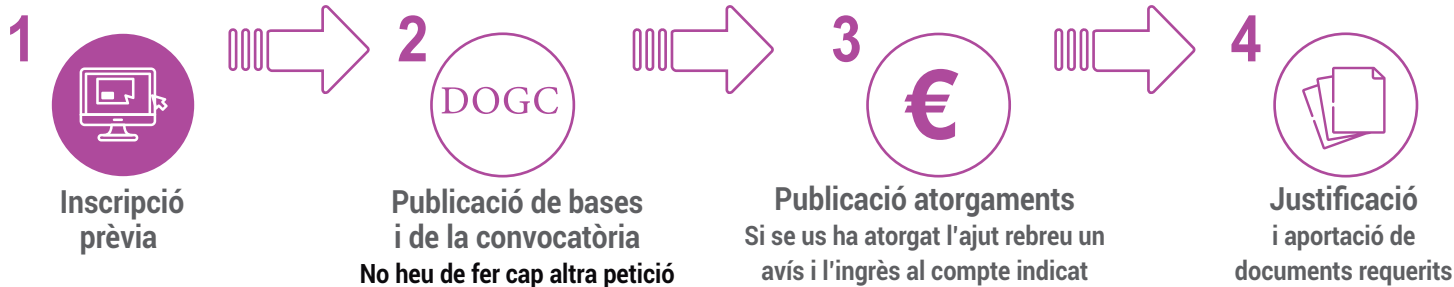 1
Inscripció
prèvia
2
DOGC
Publicació de bases
i de la convocatòria
No heu de fer cap altra petició
3
€
Publicació atorgaments
Si se us ha atorgat l'ajut rebreu un
avís i l'ingrès al compte indicat
4
Justificació
i aportació de
documents requerits